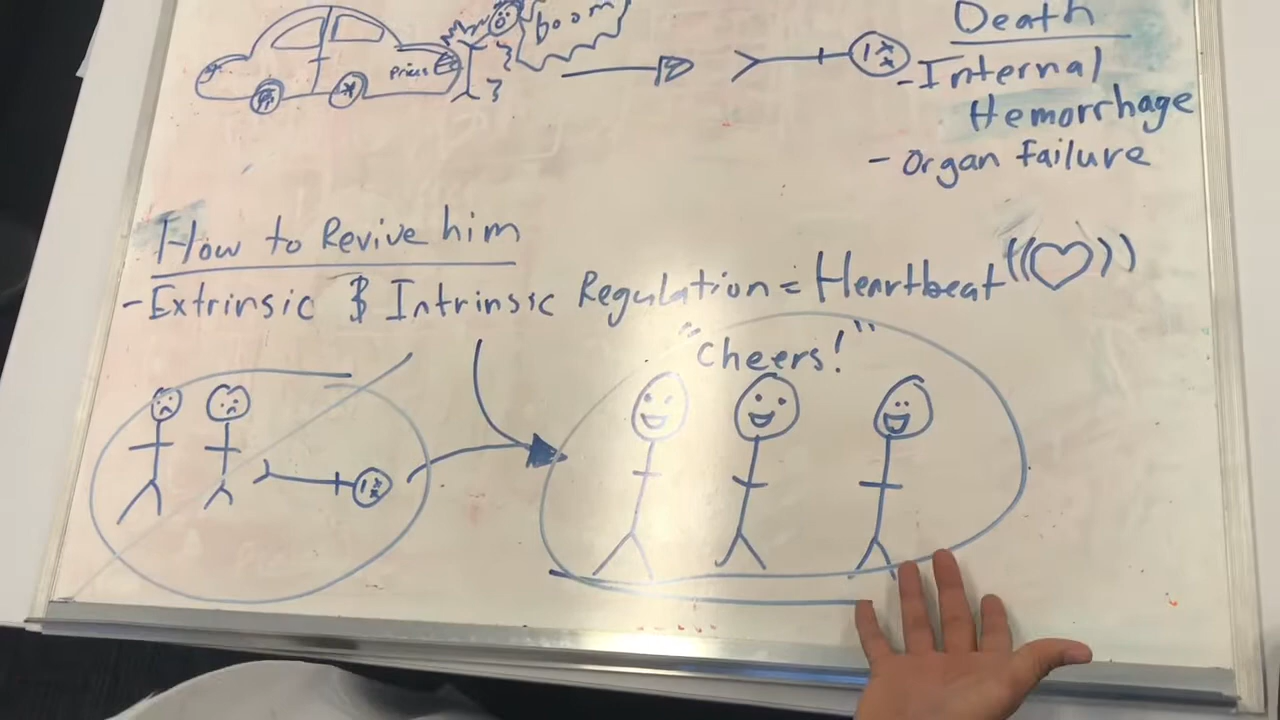 boom
Prius
Death
- Internal
Hemorrhage
- Organ Failure
How to Revive him
- Extrinsic & Intrinsic Regulation = Heartbeat
"Cheers!"